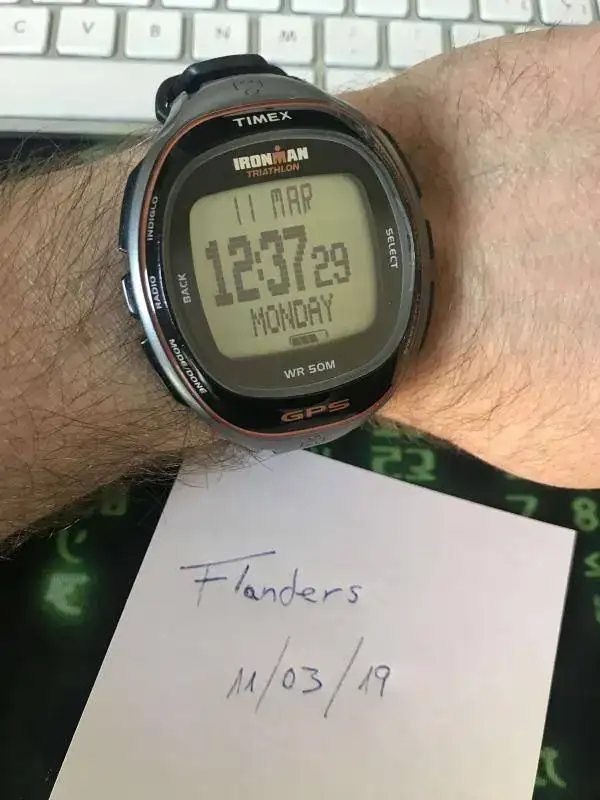 C V B N M
TIMEX
IRONMAN
TRIATHLON
INDIGLO
RADIO
MODE/DONE
BACK
SELECT
11 MAR
12:37 29
MONDAY
WR 50M
GPS
Flanders
11/03/19